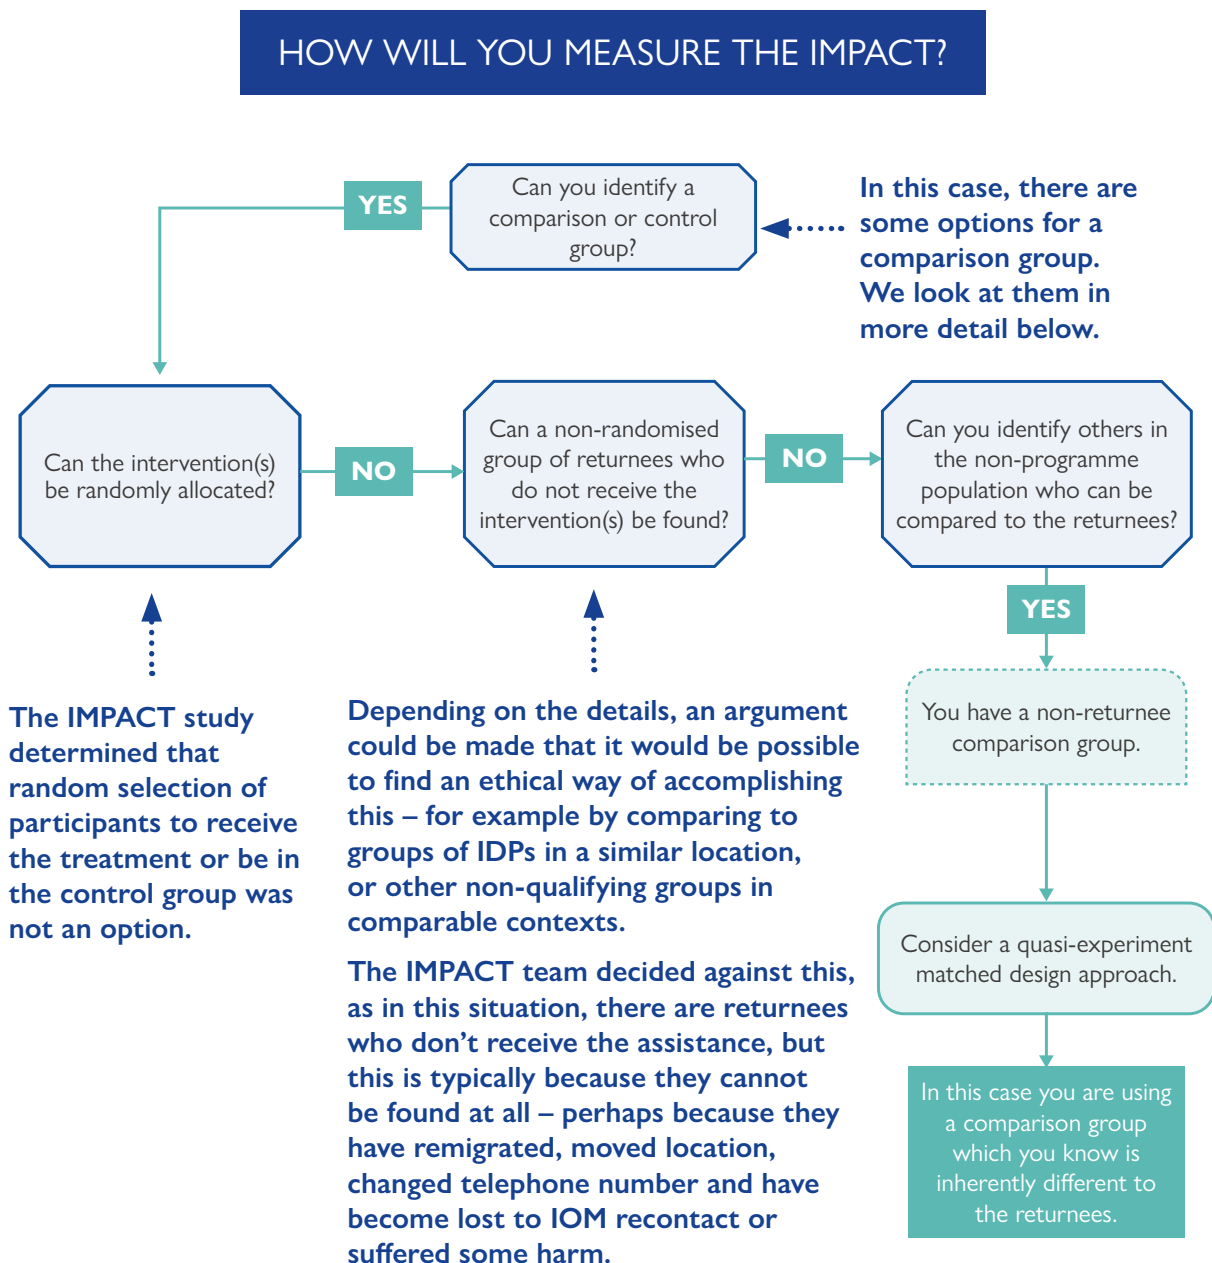 HOW WILL YOU MEASURE THE IMPACT?
YES
Can you identify a
comparison or control
group?
In this case, there are
some options for a
comparison group.
We look at them in
more detail below.
Can the intervention(s)
be randomly allocated?
NO
Can a non-randomised
group of returnees who
do not receive the
intervention(s) be found?
NO
Can you identify others in
the non-programme
population who can be
compared to the returnees?
YES
The IMPACT study
determined that
random selection of
participants to receive
the treatment or be in
the control group was
not an option.
Depending on the details, an argument
could be made that it would be possible
to find an ethical way of accomplishing
this – for example by comparing to
groups of IDPs in a similar location,
or other non-qualifying groups in
comparable contexts.
The IMPACT team decided against this,
as in this situation, there are returnees
who don’t receive the assistance, but
this is typically because they cannot
be found at all – perhaps because they
have remigrated, moved location,
changed telephone number and have
become lost to IOM recontact or
suffered some harm.
You have a non-returnee
comparison group.
Consider a quasi-experiment
matched design approach.
In this case you are using
a comparison group
which you know is
inherently different to
the returnees.